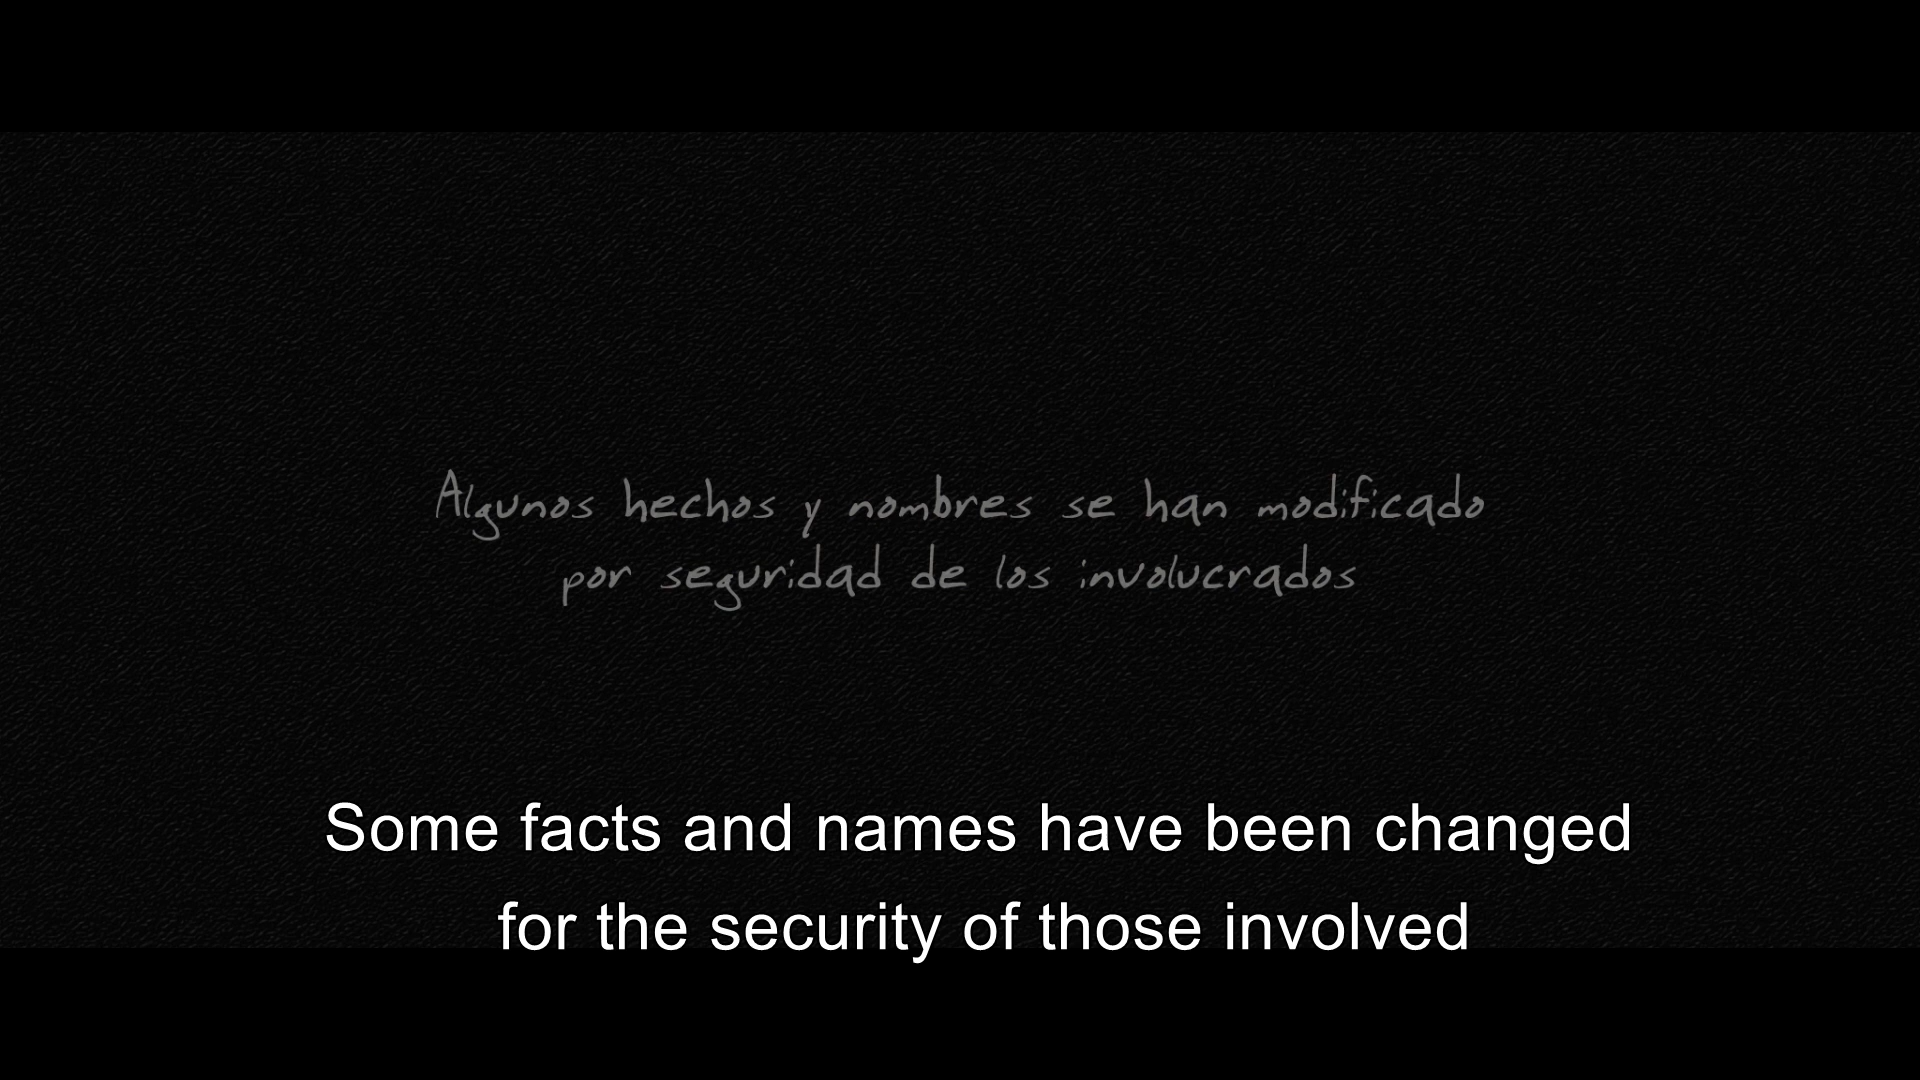 Algunos hechos y nombres se han modificado
por seguridad de los involucrados
Some facts and names have been changed
for the security of those involved